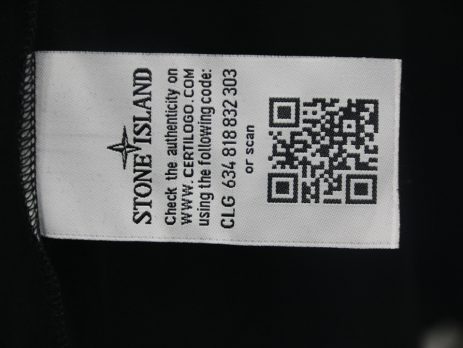 STONE ISLAND
Check the authenticity on
WWW.CERTILOGO.COM
using the following code:
CLG 634 818 832 303
or scan